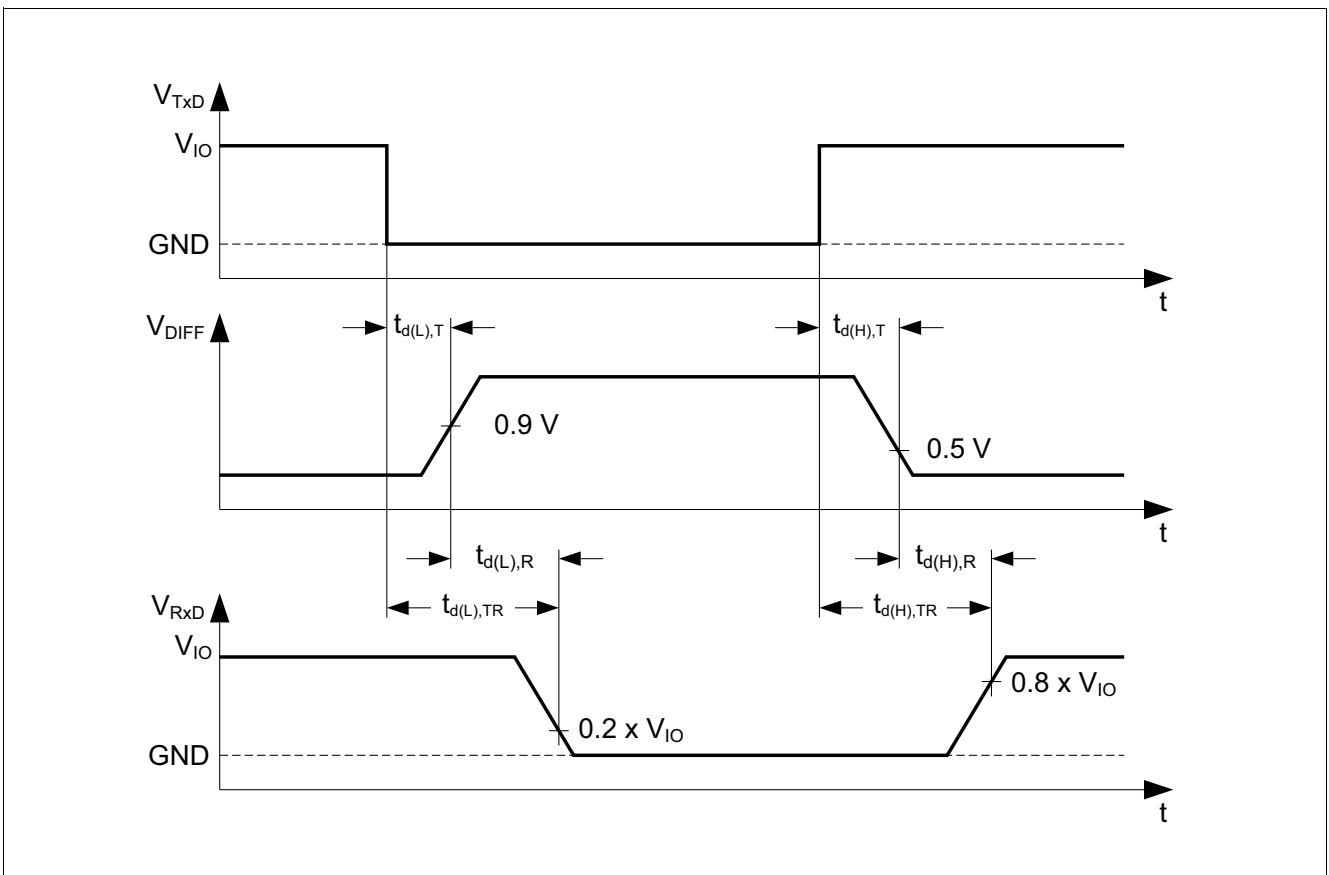 V_TxD
V_IO
GND
t
V_DIFF
t_d(L),T
t_d(H),T
0.9 V
0.5 V
t
t_d(L),R
t_d(H),R
V_RxD
t_d(L),TR
t_d(H),TR
V_IO
0.8 x V_IO
0.2 x V_IO
GND
t